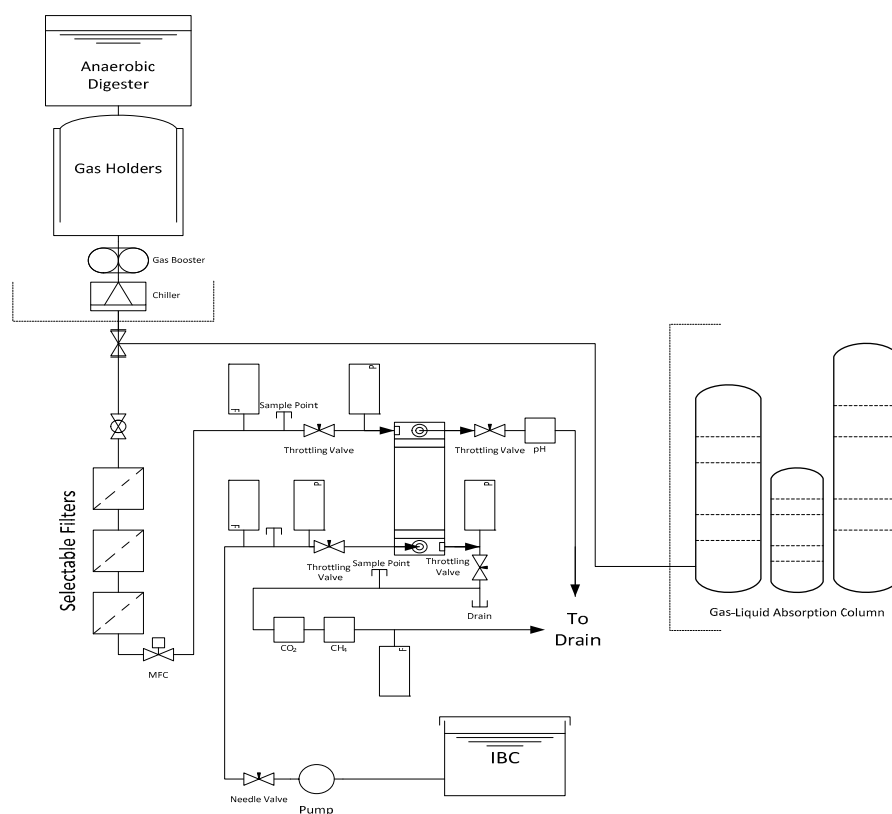 Anaerobic
Digester
Gas Holders
Gas Booster
Chiller
F
P
Sample Point
Throttling Valve
Throttling Valve
pH
Selectable Filters
F
P
P
Throttling
Valve
Sample Point
Throttling
Valve
Drain
To
Drain
Gas-Liquid Absorption Column
CO₂
CH₄
F
MFC
IBC
Needle Valve
Pump